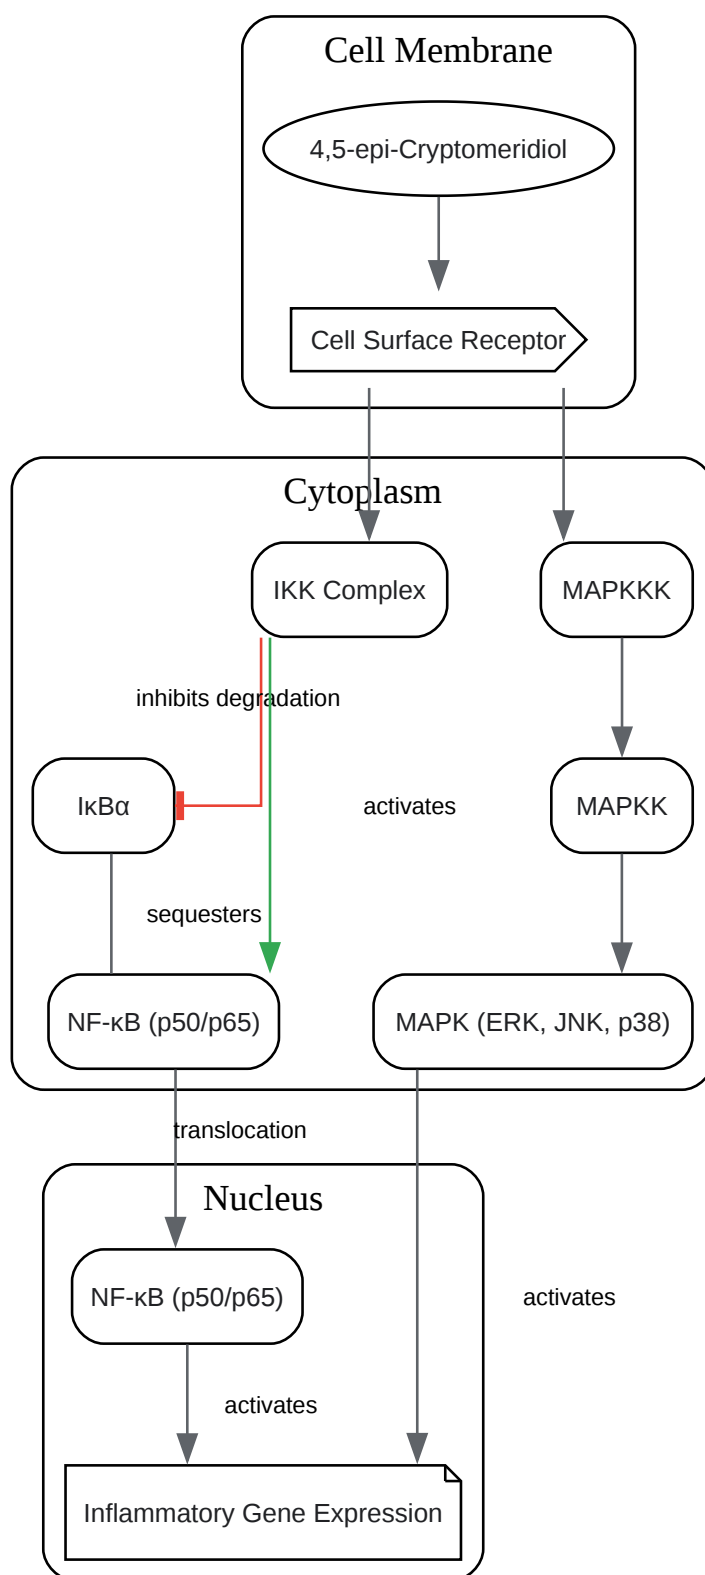 Cell Membrane
4,5-epi-Cryptomeridiol
Cell Surface Receptor
Cytoplasm
IKK Complex
MAPKKK
inhibits degradation
IκBα
activates
MAPKK
sequesters
NF-κB (p50/p65)
MAPK (ERK, JNK, p38)
translocation
Nucleus
NF-κB (p50/p65)
activates
activates
Inflammatory Gene Expression